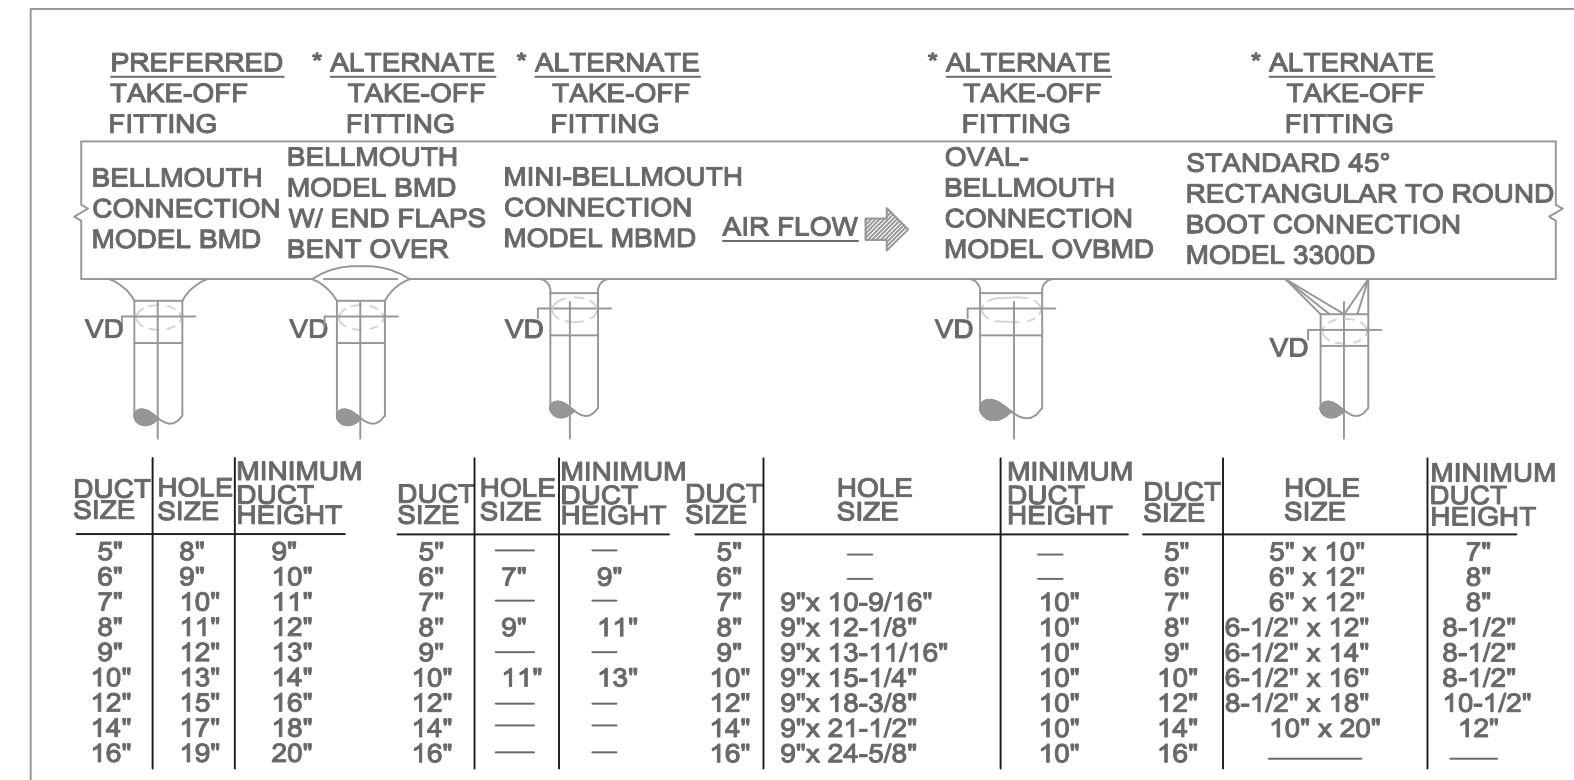 PREFERRED
TAKE-OFF
FITTING
* ALTERNATE
TAKE-OFF
FITTING
* ALTERNATE
TAKE-OFF
FITTING
* ALTERNATE
TAKE-OFF
FITTING
* ALTERNATE
TAKE-OFF
FITTING
BELLMOUTH
CONNECTION
MODEL BMD
BELLMOUTH
MODEL BMD
W/ END FLAPS
BENT OVER
MINI-BELLMOUTH
CONNECTION
MODEL MBMD
AIR FLOW
OVAL-
BELLMOUTH
CONNECTION
MODEL OVBMD
STANDARD 45°
RECTANGULAR TO ROUND
BOOT CONNECTION
MODEL 3300D
VD
VD
VD
VD
VD
DUCT
SIZE
HOLE
SIZE
MINIMUM
DUCT
HEIGHT
5" 8" 9"
6" 9" 10"
7" 10" 11"
8" 11" 12"
9" 12" 13"
10" 13" 14"
12" 15" 16"
14" 17" 18"
16" 19" 20"
DUCT
SIZE
HOLE
SIZE
MINIMUM
DUCT
HEIGHT
5" — —
6" 7" 9"
7" — —
8" 9" 11"
9" — —
10" 11" 13"
12" — —
14" — —
16" — —
DUCT
SIZE
HOLE
SIZE
MINIMUM
DUCT
HEIGHT
5" — —
6" — —
7" 9"x 10-9/16" 10"
8" 9"x 12-1/8" 10"
9" 9"x 13-11/16" 10"
10" 9"x 15-1/4" 10"
12" 9"x 18-3/8" 10"
14" 9"x 21-1/2" 10"
16" 9"x 24-5/8" 10"
DUCT
SIZE
HOLE
SIZE
MINIMUM
DUCT
HEIGHT
5" 5" x 10" 7"
6" 6" x 12" 8"
7" 6" x 12" 8"
8" 6-1/2" x 12" 8-1/2"
9" 6-1/2" x 14" 8-1/2"
10" 6-1/2" x 16" 8-1/2"
12" 8-1/2" x 18" 10-1/2"
14" 10" x 20" 12"
16" — —